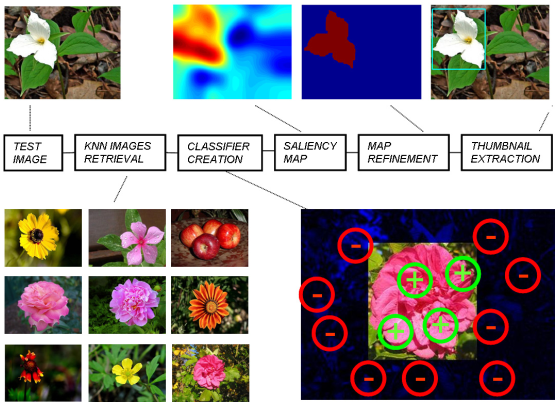 TEST
IMAGE
KNN IMAGES
RETRIEVAL
CLASSIFIER
CREATION
SALIENCY
MAP
MAP
REFINEMENT
THUMBNAIL
EXTRACTION